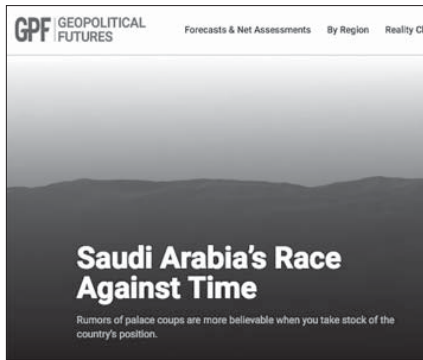 GPF GEOPOLITICAL
FUTURES
Forecasts & Net Assessments By Region Reality
Saudi Arabia's Race
Against Time
Rumors of palace coups are more believable when you take stock of the
country's position.